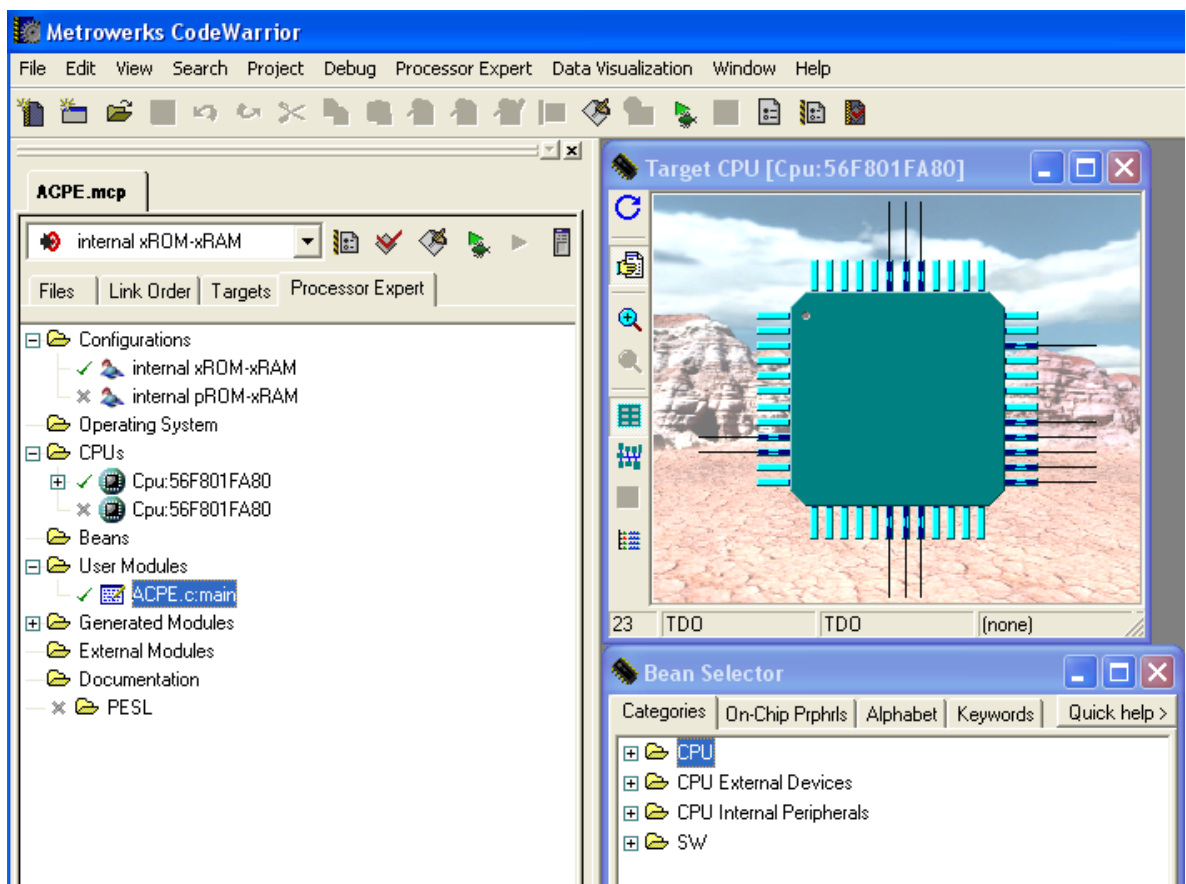 Metrowerks CodeWarrior
File Edit View Search Project Debug Processor Expert Data Visualization Window Help
ACPE.mcp
internal xROM-xRAM
Files Link Order Targets Processor Expert
Configurations
internal xROM-xRAM
internal pROM-xRAM
Operating System
CPUs
Cpu:56F801FA80
Cpu:56F801FA80
Beans
User Modules
ACPE.c:main
Generated Modules
External Modules
Documentation
PESL
Target CPU [Cpu:56F801FA80]
23 TDO TDO (none)
Bean Selector
Categories On-Chip Prphrls Alphabet Keywords Quick help >
CPU
CPU External Devices
CPU Internal Peripherals
SW